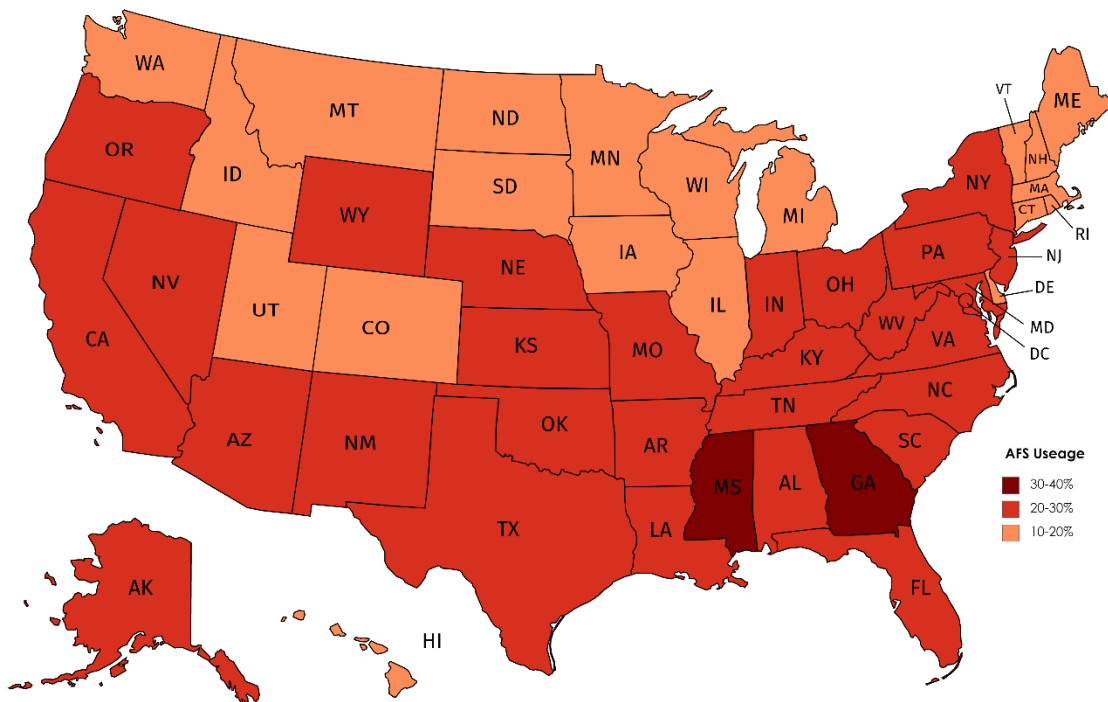 WA
MT
ND
MN
VT
ME
OR
ID
SD
WI
MI
NH
NY
MA
CT
RI
WY
IA
PA
NJ
NV
NE
OH
DE
UT
CO
IL
IN
WV
MD
CA
KS
MO
KY
VA
DC
NC
TN
AZ
NM
OK
AR
SC
MS
AL
GA
TX
LA
FL
AK
HI
AFS Useage
30-40%
20-30%
10-20%